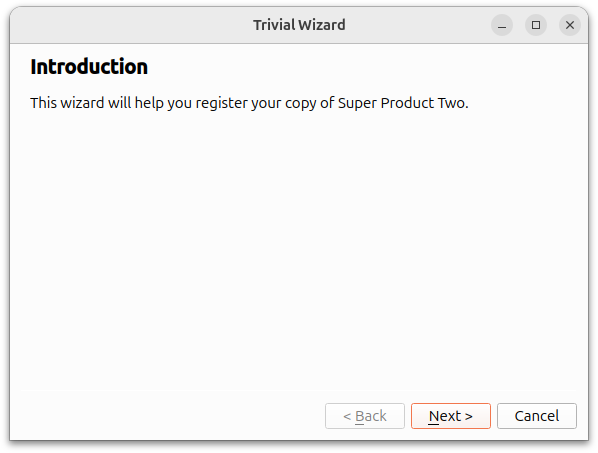 Trivial Wizard
Introduction
This wizard will help you register your copy of Super Product Two.
< Back Next > Cancel